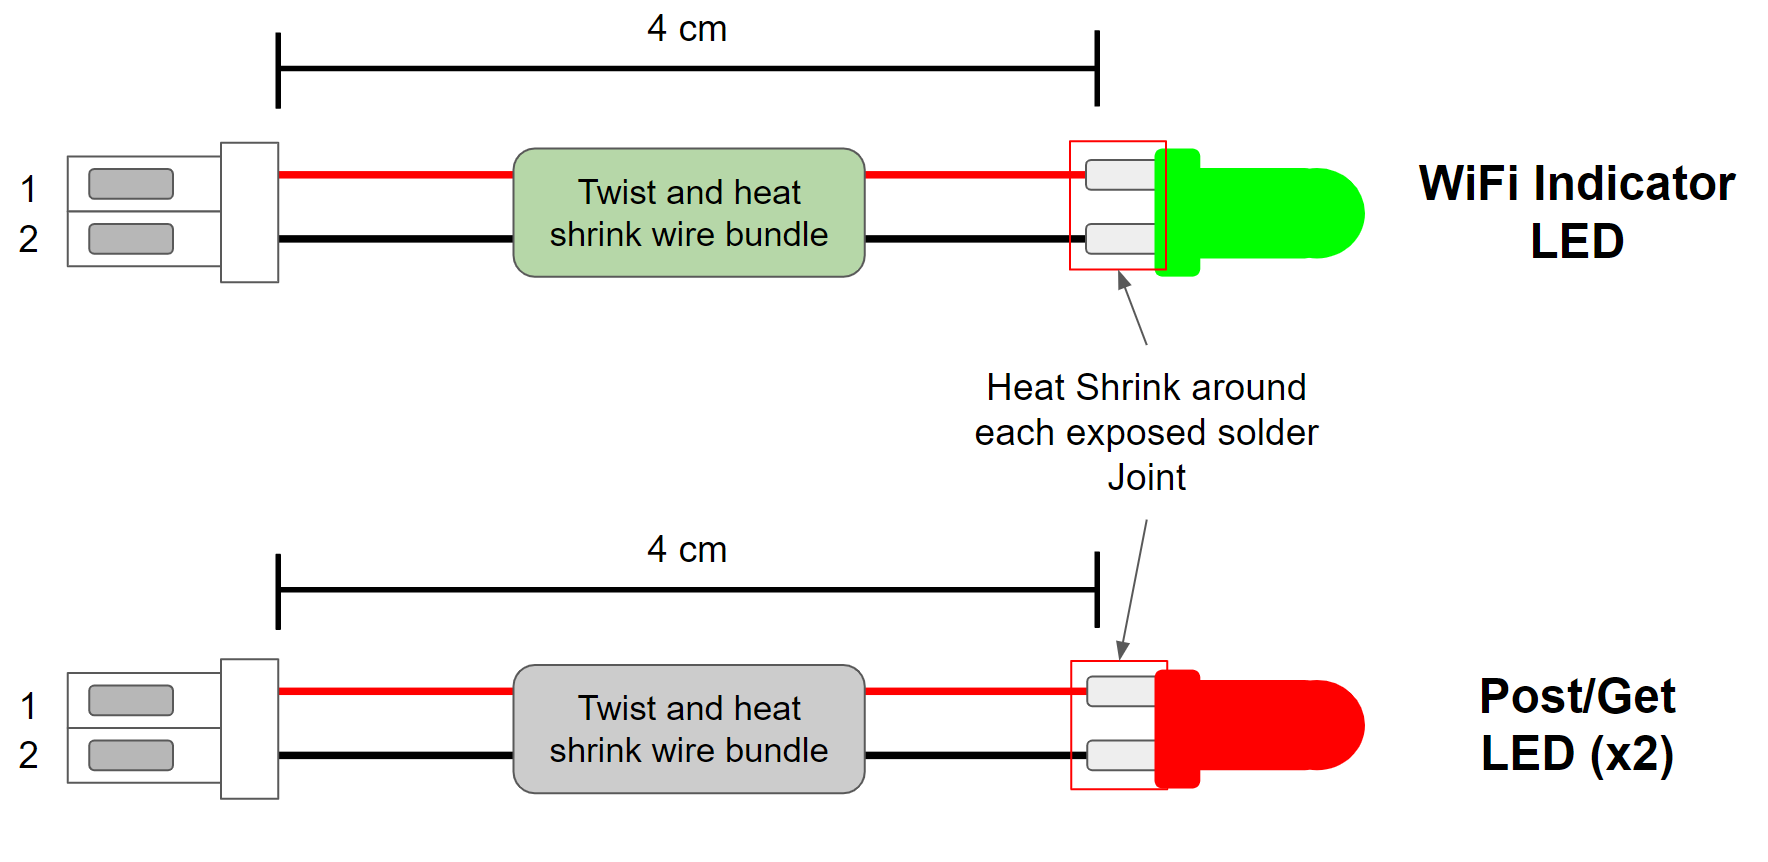 4 cm
1
2
Twist and heat
shrink wire bundle
WiFi Indicator
LED
Heat Shrink around
each exposed solder
Joint
4 cm
1
2
Twist and heat
shrink wire bundle
Post/Get
LED (x2)